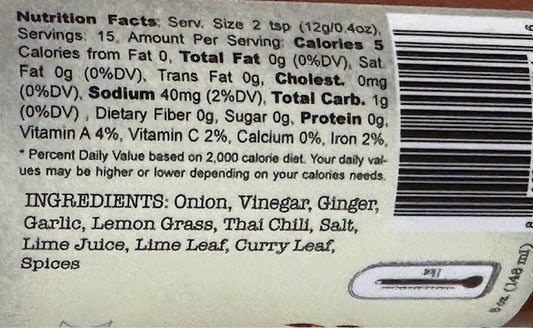 Nutrition Facts: Serv. Size 2 tsp (12g/0.4oz),
Servings: 15, Amount Per Serving: Calories 5
Calories from Fat 0, Total Fat 0g (0%DV), Sat
Fat 0g (0%DV), Trans Fat 0g, Cholest. 0mg
(0%DV), Sodium 40mg (2%DV), Total Carb. 1g
(0%DV) , Dietary Fiber 0g, Sugar 0g, Protein 0g,
Vitamin A 4%, Vitamin C 2%, Calcium 0%, Iron 2%,
* Percent Daily Value based on 2,000 calorie diet. Your daily val-
ues may be higher or lower depending on your calories needs.
INGREDIENTS: Onion, Vinegar, Ginger,
Garlic, Lemon Grass, Thai Chili, Salt,
Lime Juice, Lime Leaf, Curry Leaf,
Spices
(148 ml)